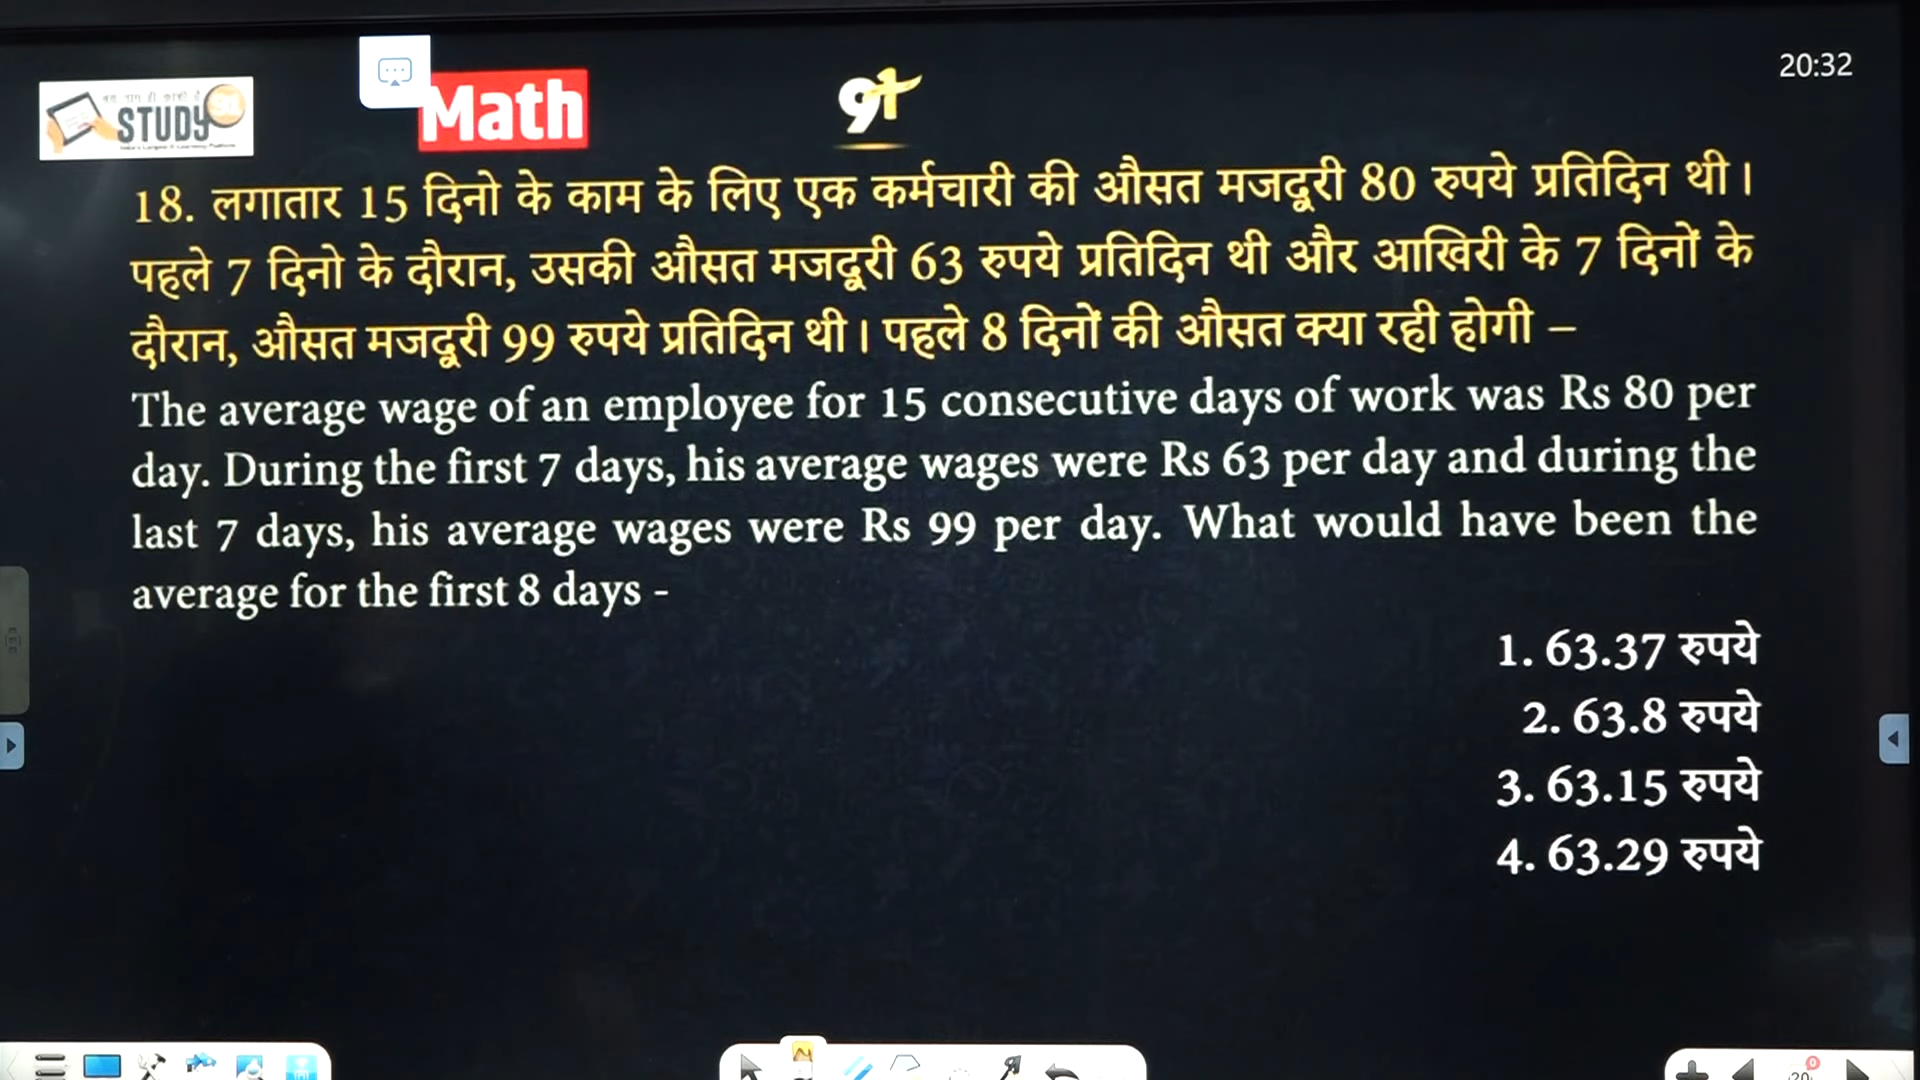 20:32
STUDY
Math
9+
18. लगातार 15 दिनो के काम के लिए एक कर्मचारी की औसत मजदूरी 80 रुपये प्रतिदिन थी।
पहले 7 दिनो के दौरान, उसकी औसत मजदूरी 63 रुपये प्रतिदिन थी और आखिरी के 7 दिनों के
दौरान, औसत मजदूरी 99 रुपये प्रतिदिन थी। पहले 8 दिनों की औसत क्या रही होगी –
The average wage of an employee for 15 consecutive days of work was Rs 80 per
day. During the first 7 days, his average wages were Rs 63 per day and during the
last 7 days, his average wages were Rs 99 per day. What would have been the
average for the first 8 days -
1. 63.37 रुपये
2. 63.8 रुपये
3. 63.15 रुपये
4. 63.29 रुपये